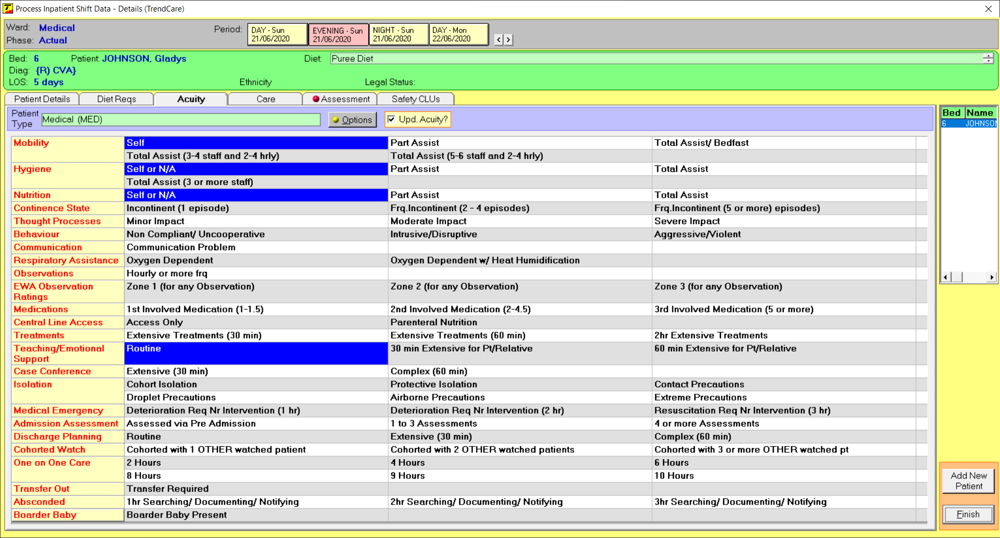 Process Inpatient Shift Data - Details (TrendCare)
Ward: Medical
Phase: Actual
Period:
DAY - Sun
21/06/2020
EVENING - Sun
21/06/2020
NIGHT - Sun
21/06/2020
DAY - Mon
22/06/2020
< >
Bed: 6 Patient: JOHNSON, Gladys Diet: Puree Diet
Diag: {R) CVA}
LOS: 5 days Ethnicity Legal Status:
Patient Details Diet Reqs Acuity Care Assessment Safety CLUs
Patient Type Medical (MED) Options Upd. Acuity?
Bed Name
6 JOHNSON
Mobility Self Part Assist Total Assist/ Bedfast
Total Assist (3-4 staff and 2-4 hrly) Total Assist (5-6 staff and 2-4 hrly)
Hygiene Self or N/A Part Assist Total Assist
Total Assist (3 or more staff)
Nutrition Self or N/A Part Assist Total Assist
Continence State Incontinent (1 episode) Frq.Incontinent (2 - 4 episodes) Frq.Incontinent (5 or more) episodes)
Thought Processes Minor Impact Moderate Impact Severe Impact
Behaviour Non Compliant/ Uncooperative Intrusive/Disruptive Aggressive/Violent
Communication Communication Problem
Respiratory Assistance Oxygen Dependent Oxygen Dependent w/ Heat Humidification
Observations Hourly or more frq
EWA Observation Ratings Zone 1 (for any Observation) Zone 2 (for any Observation) Zone 3 (for any Observation)
Medications 1st Involved Medication (1-1.5) 2nd Involved Medication (2-4.5) 3rd Involved Medication (5 or more)
Central Line Access Access Only Parenteral Nutrition
Treatments Extensive Treatments (30 min) Extensive Treatments (60 min) 2hr Extensive Treatments
Teaching/Emotional Support Routine 30 min Extensive for Pt/Relative 60 min Extensive for Pt/Relative
Case Conference Extensive (30 min) Complex (60 min)
Isolation Cohort Isolation Protective Isolation Contact Precautions
Droplet Precautions Airborne Precautions Extreme Precautions
Medical Emergency Deterioration Req Nr Intervention (1 hr) Deterioration Req Nr Intervention (2 hr) Resuscitation Req Nr Intervention (3 hr)
Admission Assessment Assessed via Pre Admission 1 to 3 Assessments 4 or more Assessments
Discharge Planning Routine Extensive (30 min) Complex (60 min)
Cohorted Watch Cohorted with 1 OTHER watched patient Cohorted with 2 OTHER watched patients Cohorted with 3 or more OTHER watched pt
One on One Care 2 Hours 4 Hours 6 Hours
8 Hours 9 Hours 10 Hours
Transfer Out Transfer Required
Absconded 1hr Searching/ Documenting/ Notifying 2hr Searching/ Documenting/ Notifying 3hr Searching/ Documenting/ Notifying
Boarder Baby Boarder Baby Present
Add New Patient
Finish